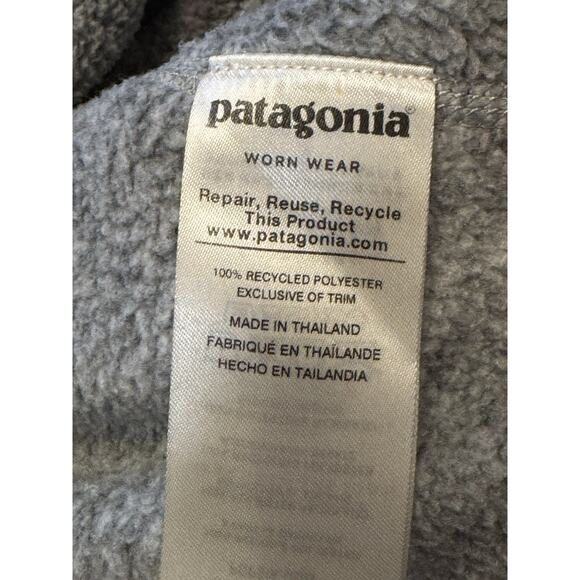 patagonia®
WORN WEAR
Repair, Reuse, Recycle
This Product
www.patagonia.com
100% RECYCLED POLYESTER
EXCLUSIVE OF TRIM
MADE IN THAILAND
FABRIQUÉ EN THAÏLANDE
HECHO EN TAILANDIA